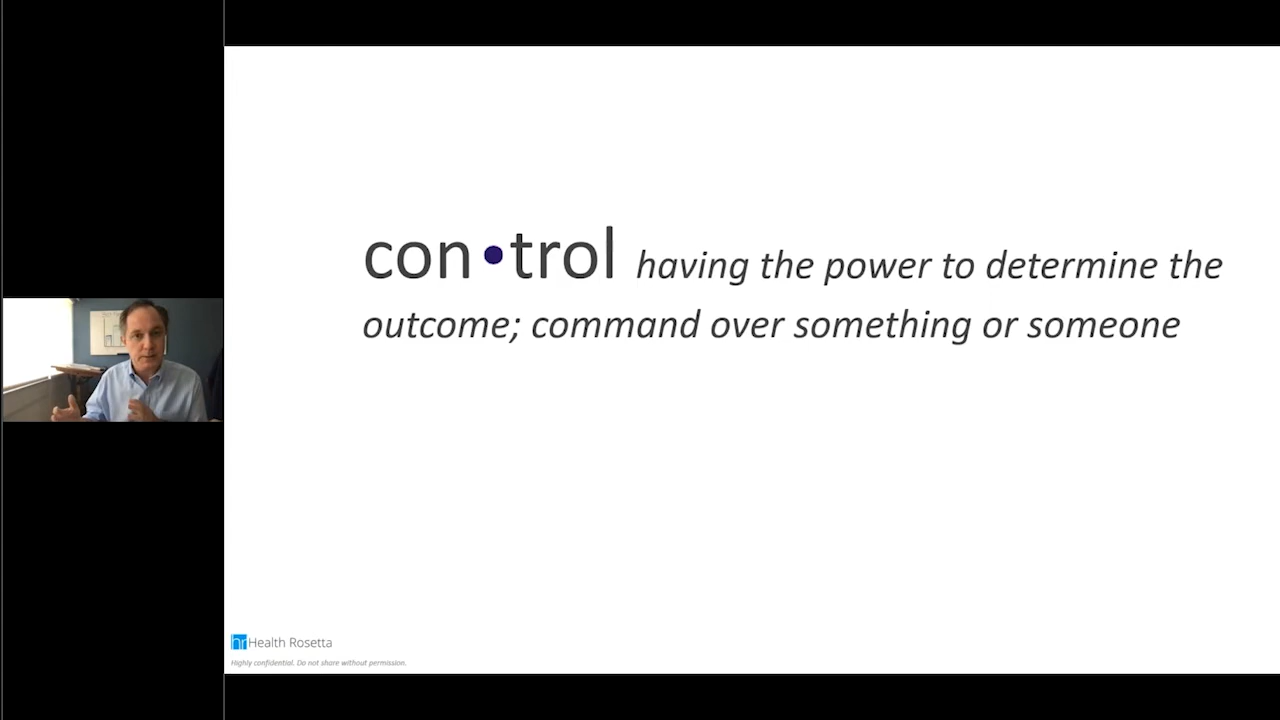 con•trol having the power to determine the
outcome; command over something or someone
hr Health Rosetta
Highly confidential. Do not share without permission.